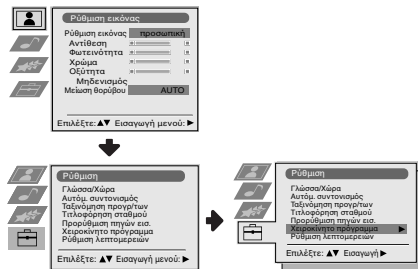 Ρύθμιση εικόνας
Ρύθμιση εικόνας προσωπική
Αντίθεση
Φωτεινότητα
Χρώμα
Οξύτητα
Μηδενισμός
Μείωση θορύβου AUTO
Επιλέξτε: ▲▼ Εισαγωγή μενού: ▶
Ρύθμιση
Γλώσσα/Χώρα
Αυτόμ. συντονισμός
Ταξινόμηση προγρ/των
Τιτλοφόρηση σταθμού
Προρύθμιση πηγών εισ.
Χειροκίνητο πρόγραμμα
Ρύθμιση λεπτομερειών
Επιλέξτε: ▲▼ Εισαγωγή μενού: ▶
Ρύθμιση
Γλώσσα/Χώρα
Αυτόμ. συντονισμός
Ταξινόμηση προγρ/των
Τιτλοφόρηση σταθμού
Προρύθμιση πηγών εισ.
Χειροκίνητο πρόγραμμα ▶
Ρύθμιση λεπτομερειών
Επιλέξτε: ▲▼ Εισαγωγή ▶